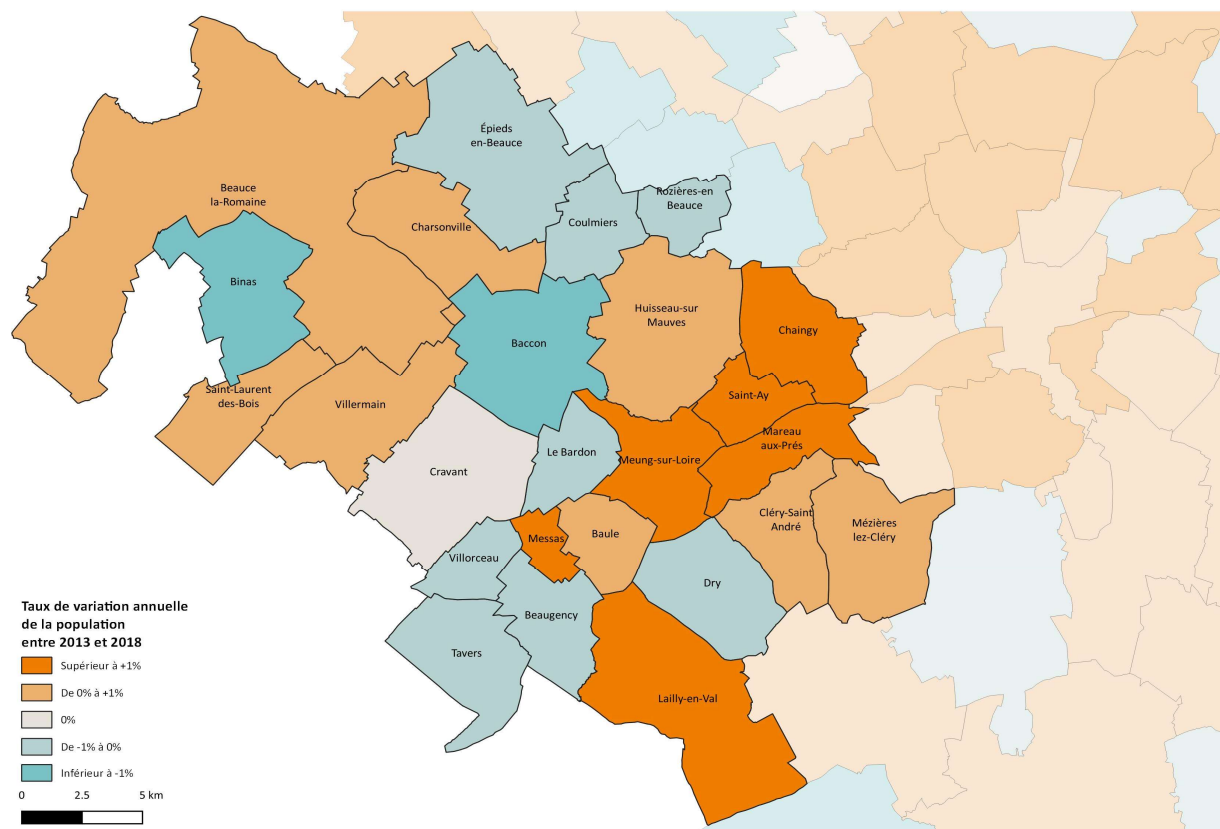 Épieds
en-Beauce
Rozières-en
Beauce
Beauce
la-Romaine
Charsonville
Coulmiers
Binas
Huisseau-sur
Mauves
Chaingy
Baccon
Saint-Laurent
des-Bois
Villermain
Saint-Ay
Mareau
aux-Prés
Cravant
Le Bardon
Meung-sur-Loire
Cléry-Saint
André
Mézières
lez-Cléry
Messas
Baule
Villorceau
Dry
Beaugency
Tavers
Lailly-en-Val
Taux de variation annuelle
de la population
entre 2013 et 2018
Supérieur à +1%
De 0% à +1%
0%
De -1% à 0%
Inférieur à -1%
0 2.5 5 km